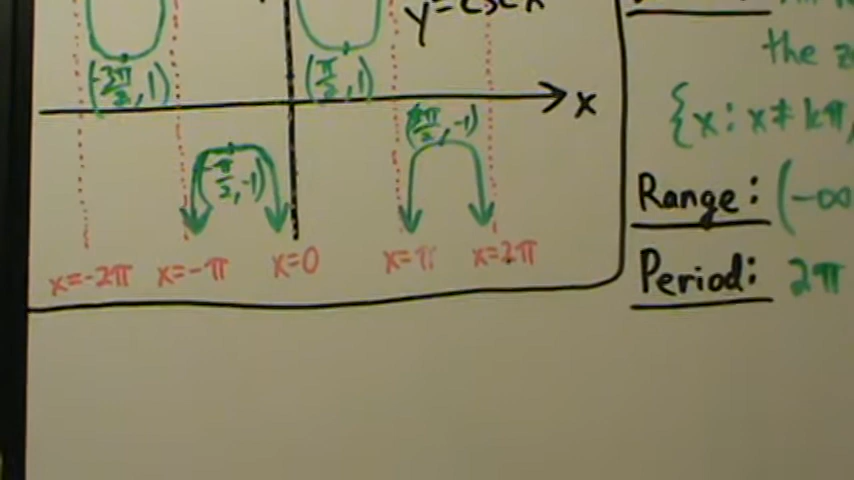 y=csc x
(-3π/2, 1)
(π/2, 1)
x
(3π/2, -1)
(-π/2, -1)
x=-2π
x=-π
x=0
x=π
x=2π
the
{x: x≠kπ,
Range: (-∞
Period: 2π